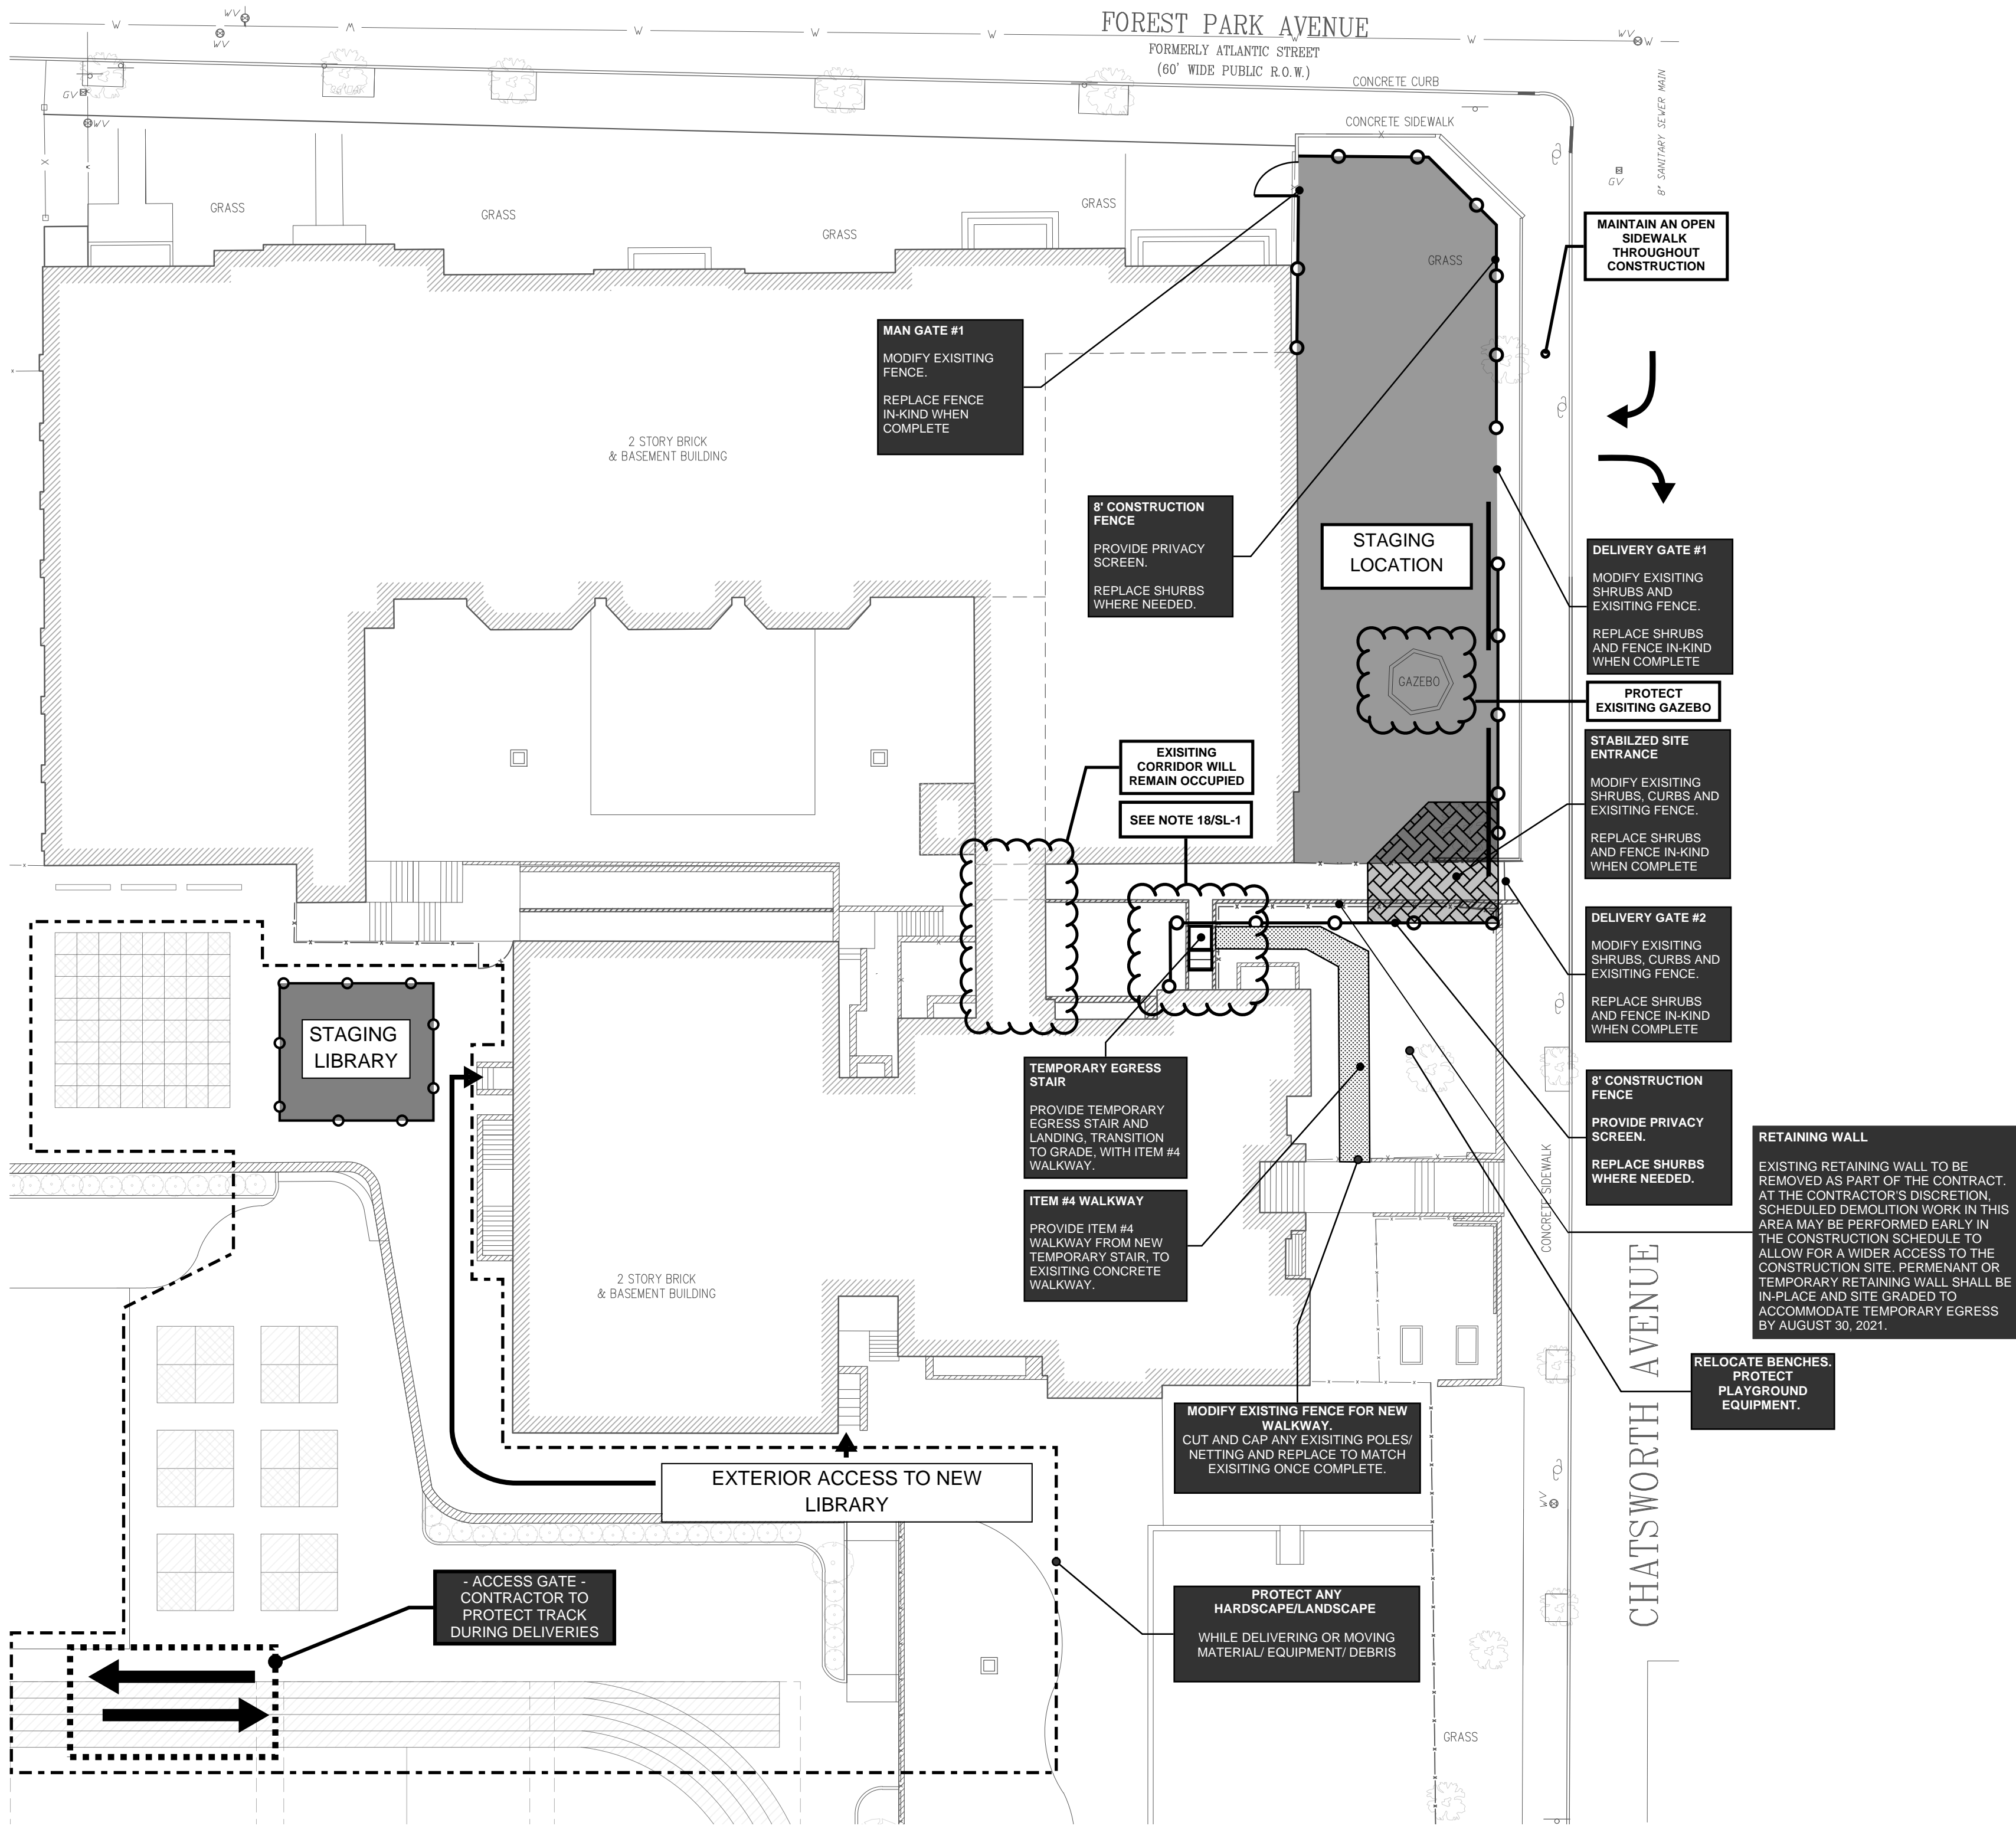 FOREST PARK AVENUE
FORMERLY ATLANTIC STREET
(60' WIDE PUBLIC R.O.W.)
WV
WV
W
W
W
W
W
W
W
W
WV
W
CONCRETE CURB
CONCRETE SIDEWALK
8" SANITARY SEWER MAIN
GV
WV
GV
GRASS
GRASS
GRASS
GRASS
GRASS
MAINTAIN AN OPEN
SIDEWALK
THROUGHOUT
CONSTRUCTION
MAN GATE #1
MODIFY EXISITING
FENCE.
REPLACE FENCE
IN-KIND WHEN
COMPLETE
2 STORY BRICK
& BASEMENT BUILDING
8' CONSTRUCTION
FENCE
PROVIDE PRIVACY
SCREEN.
REPLACE SHURBS
WHERE NEEDED.
STAGING
LOCATION
DELIVERY GATE #1
MODIFY EXISITING
SHRUBS AND
EXISITING FENCE.
REPLACE SHRUBS
AND FENCE IN-KIND
WHEN COMPLETE
GAZEBO
PROTECT
EXISITING GAZEBO
STABILZED SITE
ENTRANCE
MODIFY EXISITING
SHRUBS, CURBS AND
EXISITING FENCE.
REPLACE SHRUBS
AND FENCE IN-KIND
WHEN COMPLETE
EXISITING
CORRIDOR WILL
REMAIN OCCUPIED
SEE NOTE 18/SL-1
DELIVERY GATE #2
MODIFY EXISITING
SHRUBS, CURBS AND
EXISITING FENCE.
REPLACE SHRUBS
AND FENCE IN-KIND
WHEN COMPLETE
STAGING
LIBRARY
TEMPORARY EGRESS
STAIR
PROVIDE TEMPORARY
EGRESS STAIR AND
LANDING, TRANSITION
TO GRADE, WITH ITEM #4
WALKWAY.
8' CONSTRUCTION
FENCE
PROVIDE PRIVACY
SCREEN.
REPLACE SHURBS
WHERE NEEDED.
RETAINING WALL
EXISTING RETAINING WALL TO BE
REMOVED AS PART OF THE CONTRACT.
AT THE CONTRACTOR'S DISCRETION,
SCHEDULED DEMOLITION WORK IN THIS
AREA MAY BE PERFORMED EARLY IN
THE CONSTRUCTION SCHEDULE TO
ALLOW FOR A WIDER ACCESS TO THE
CONSTRUCTION SITE. PERMENANT OR
TEMPORARY RETAINING WALL SHALL BE
IN-PLACE AND SITE GRADED TO
ACCOMMODATE TEMPORARY EGRESS
BY AUGUST 30, 2021.
ITEM #4 WALKWAY
PROVIDE ITEM #4
WALKWAY FROM NEW
TEMPORARY STAIR, TO
EXISITING CONCRETE
WALKWAY.
CONCRETE SIDEWALK
CHATSWORTH AVENUE
2 STORY BRICK
& BASEMENT BUILDING
RELOCATE BENCHES.
PROTECT
PLAYGROUND
EQUIPMENT.
MODIFY EXISTING FENCE FOR NEW
WALKWAY.
CUT AND CAP ANY EXISITING POLES/
NETTING AND REPLACE TO MATCH
EXISITING ONCE COMPLETE.
EXTERIOR ACCESS TO NEW
LIBRARY
WV
- ACCESS GATE -
CONTRACTOR TO
PROTECT TRACK
DURING DELIVERIES
PROTECT ANY
HARDSCAPE/LANDSCAPE
WHILE DELIVERING OR MOVING
MATERIAL/ EQUIPMENT/ DEBRIS
GRASS